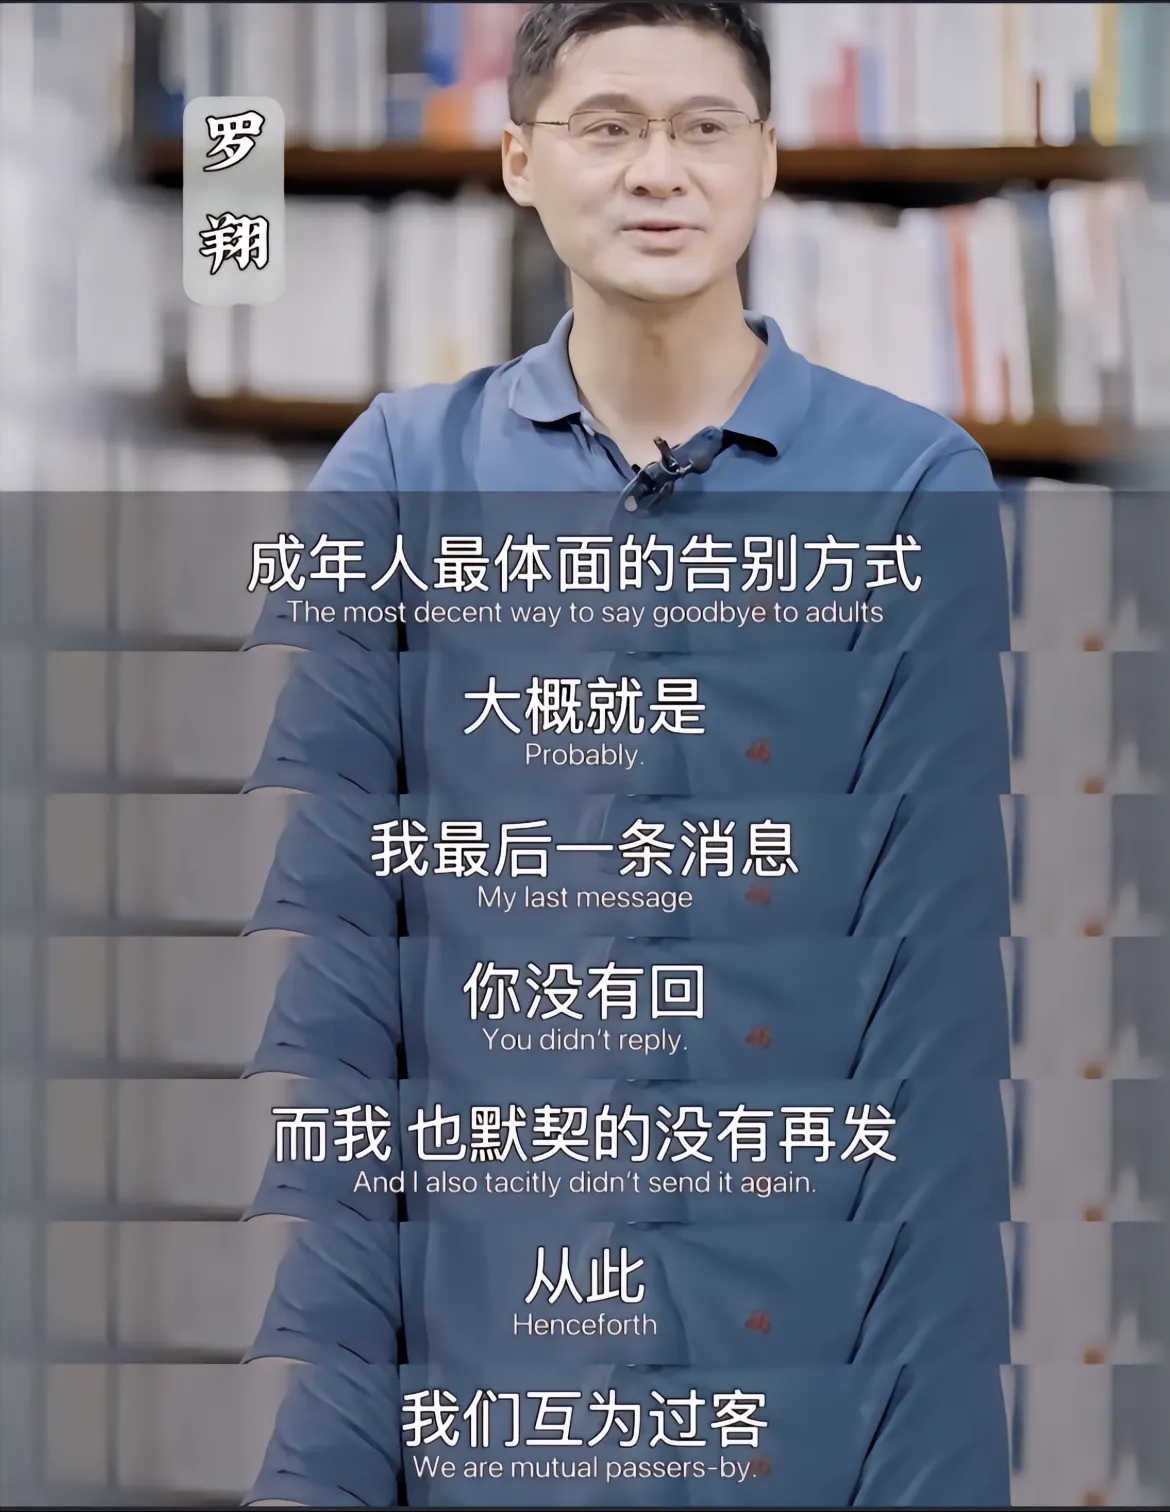 罗翔
成年人最体面的告别方式
The most decent way to say goodbye to adults
大概就是
Probably.
我最后一条消息
My last message
你没有回
You didn't reply.
而我 也默契的没有再发
And I also tacitly didn't send it again.
从此
Henceforth
我们互为过客
We are mutual passers-by.